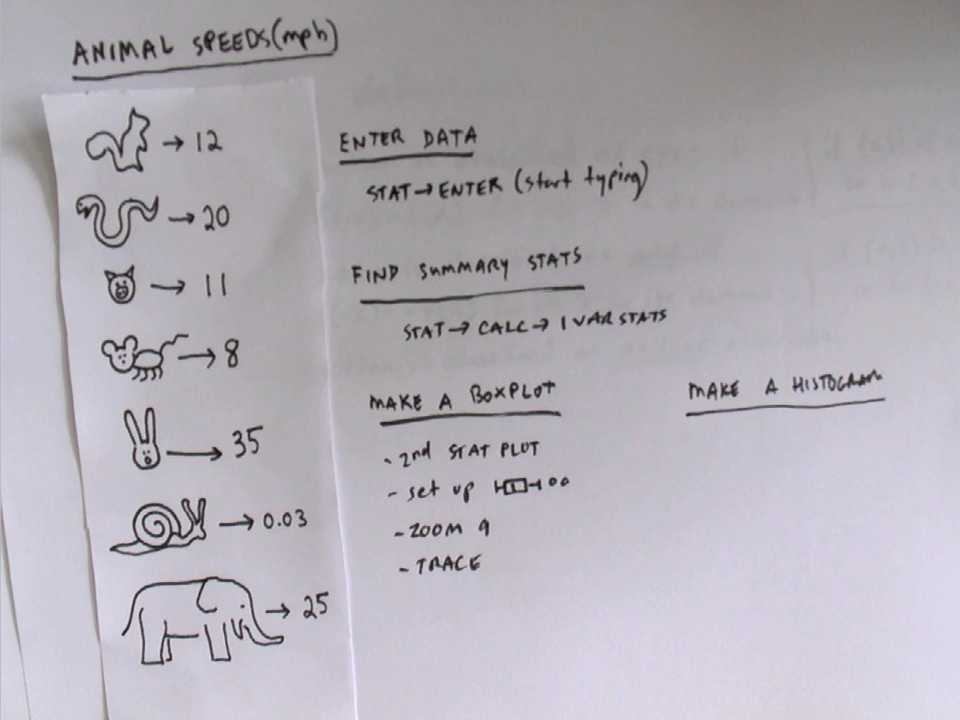 ANIMAL SPEEDS (mph)
→ 12
→ 20
→ 11
→ 8
→ 35
→ 0.03
→ 25
ENTER DATA
STAT → ENTER (start typing)
FIND SUMMARY STATS
STAT → CALC → 1 VAR STATS
MAKE A BOXPLOT
- 2nd STAT PLOT
- set up
- ZOOM 9
- TRACE
MAKE A HISTOGRAM